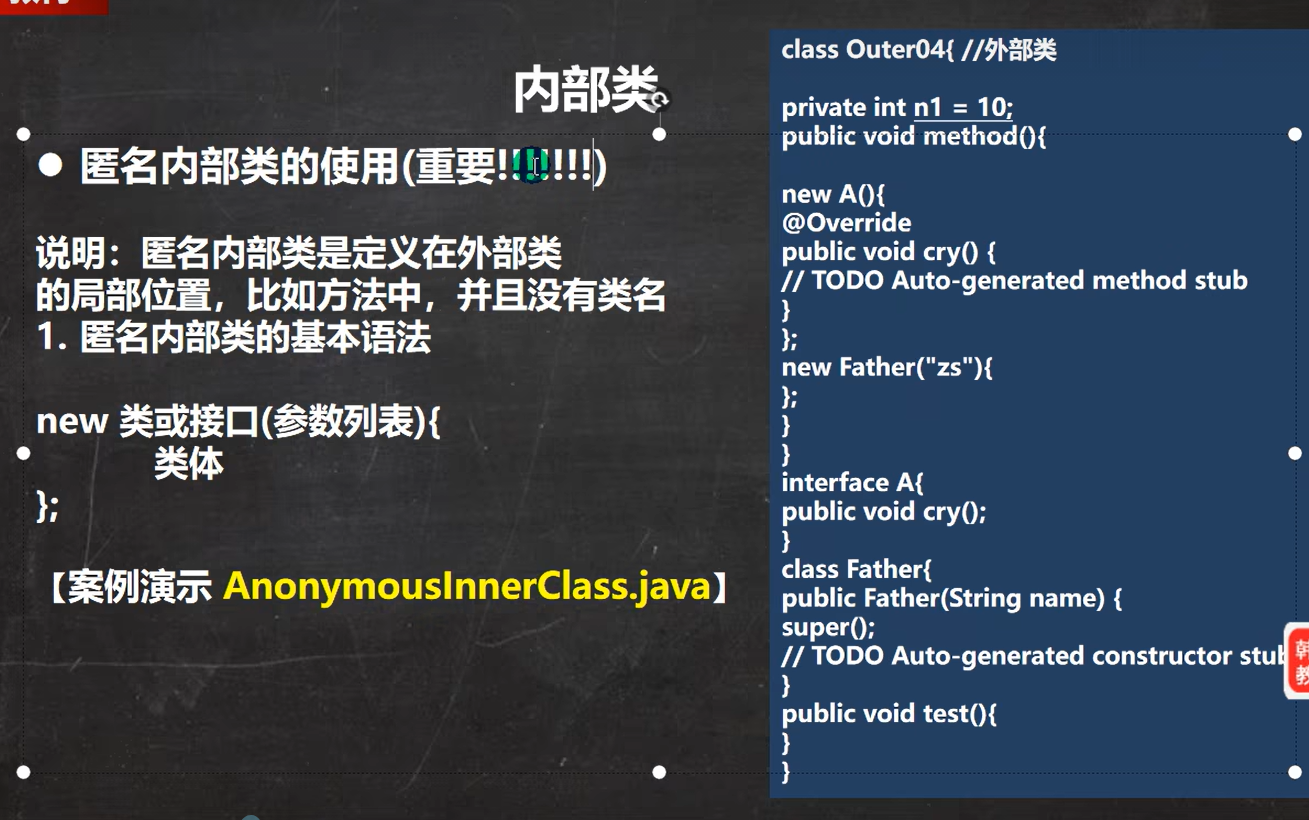 内部类
● 匿名内部类的使用(重要!!!!!!!)
说明：匿名内部类是定义在外部类
的局部位置，比如方法中，并且没有类名
1. 匿名内部类的基本语法
new 类或接口(参数列表){
类体
};
【案例演示 AnonymousInnerClass.java】
class Outer04{ //外部类
private int n1 = 10;
public void method(){
new A(){
@Override
public void cry() {
// TODO Auto-generated method stub
}
};
new Father("zs"){
};
}
}
interface A{
public void cry();
}
class Father{
public Father(String name) {
super();
// TODO Auto-generated constructor stub
}
public void test(){
}
}